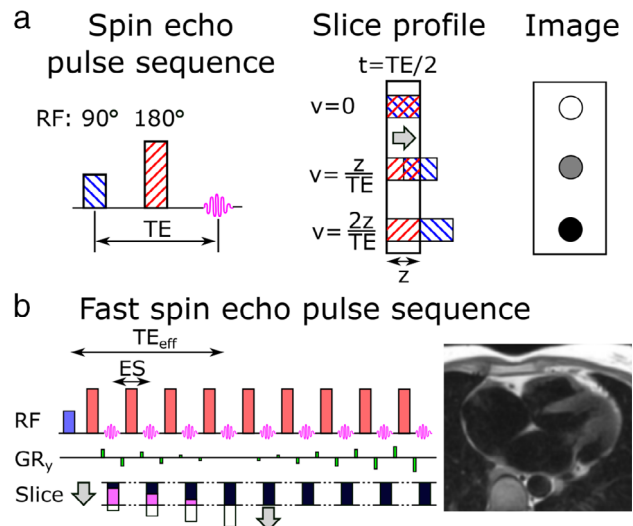 a
Spin echo
pulse sequence
Slice profile
Image
t=TE/2
RF: 90° 180°
v=0
v=z/TE
v=2z/TE
TE
z
b Fast spin echo pulse sequence
TEeff
ES
RF
GRy
Slice